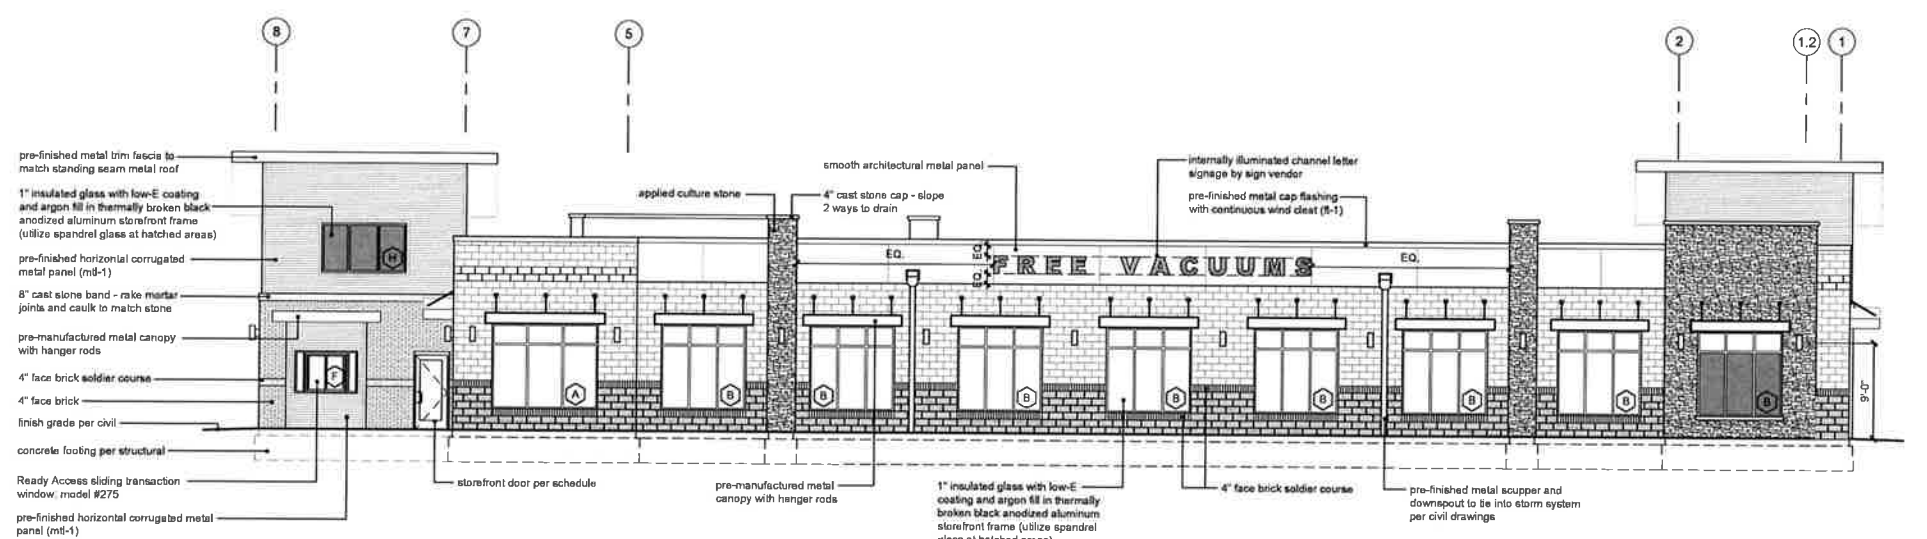 8
7
5
2
1.2
1
pre-finished metal trim fascia to
match standing seam metal roof
1" insulated glass with low-E coating
and argon fill in thermally broken black
anodized aluminum storefront frame
(utilize spandrel glass at hatched areas)
pre-finished horizontal corrugated
metal panel (mtl-1)
8" cast stone band - rake mortar
joints and caulk to match stone
pre-manufactured metal canopy
with hanger rods
4" face brick soldier course
4" face brick
finish grade per civil
concrete footing per structural
Ready Access sliding transaction
window: model #275
pre-finished horizontal corrugated metal
panel (mtl-1)
storefront door per schedule
applied culture stone
4" cast stone cap - slope
2 ways to drain
smooth architectural metal panel
internally illuminated channel letter
signage by sign vendor
pre-finished metal cap flashing
with continuous wind cleat (fl-1)
EQ.
EQ.
EQ.
EQ.
FREE VACUUMS
H
F
A
B
B
B
B
B
B
B
B
9'-0"
pre-manufactured metal
canopy with hanger rods
1" insulated glass with low-E
coating and argon fill in thermally
broken black anodized aluminum
storefront frame (utilize spandrel
4" face brick soldier course
pre-finished metal scupper and
downspout to tie into storm system
per civil drawings